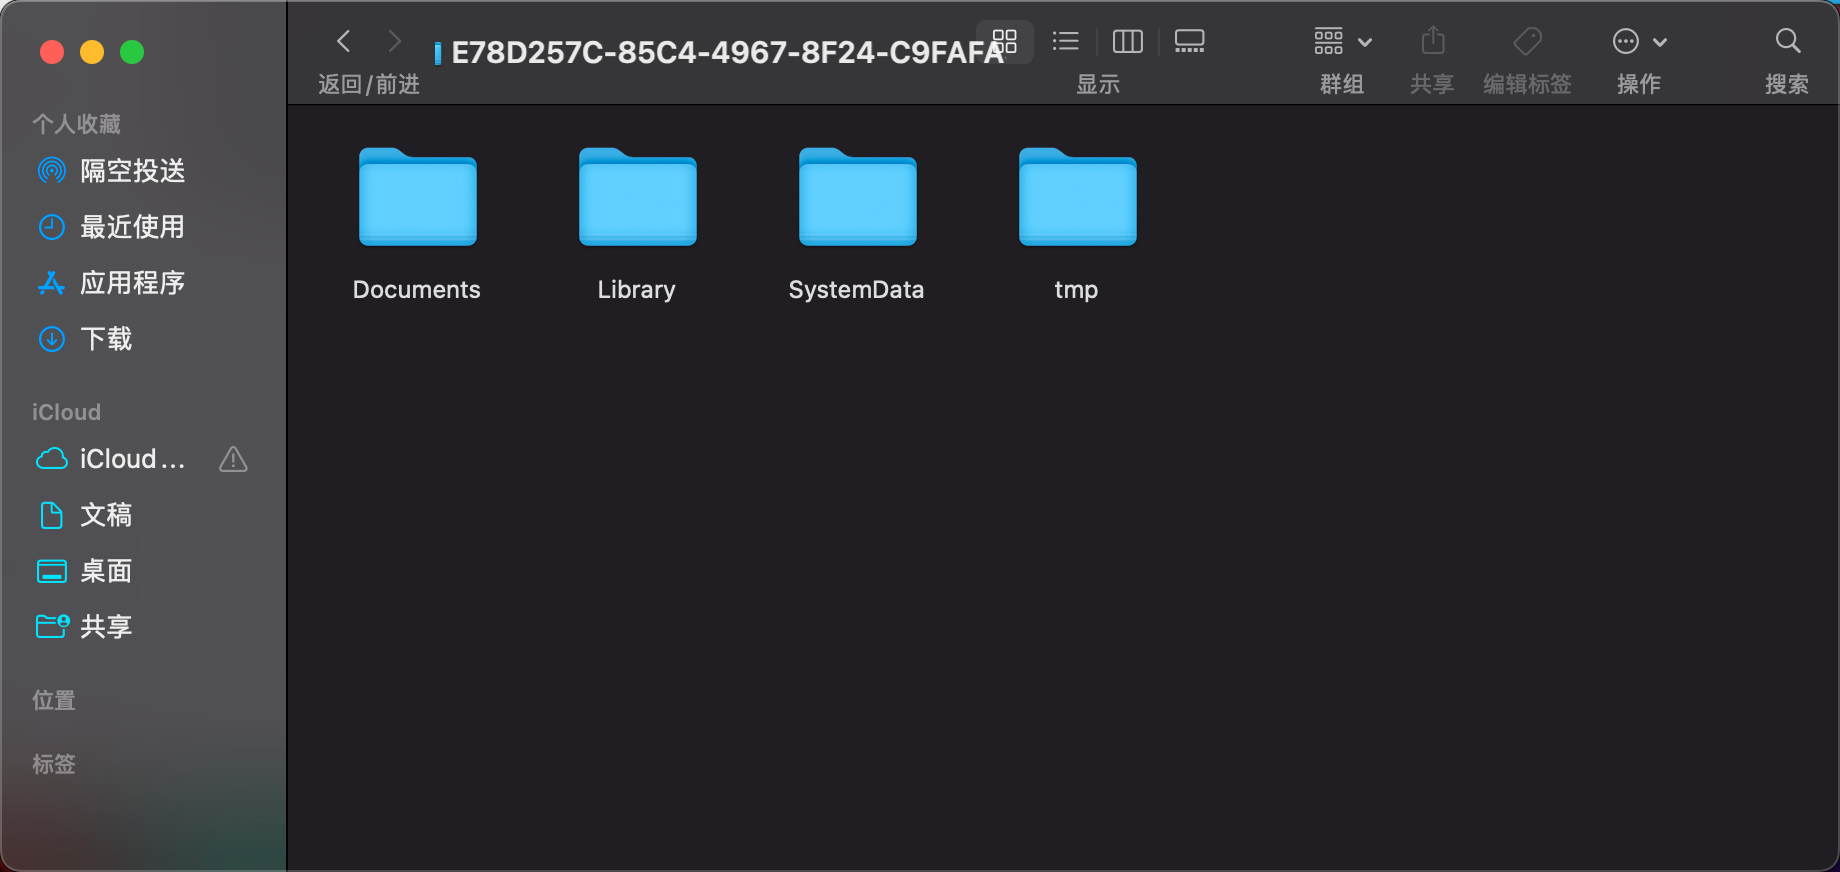 E78D257C-85C4-4967-8F24-C9FAFA
返回/前进
显示
群组
共享
编辑标签
操作
搜索
个人收藏
隔空投送
最近使用
应用程序
下载
iCloud
iCloud…
文稿
桌面
共享
位置
标签
Documents
Library
SystemData
tmp